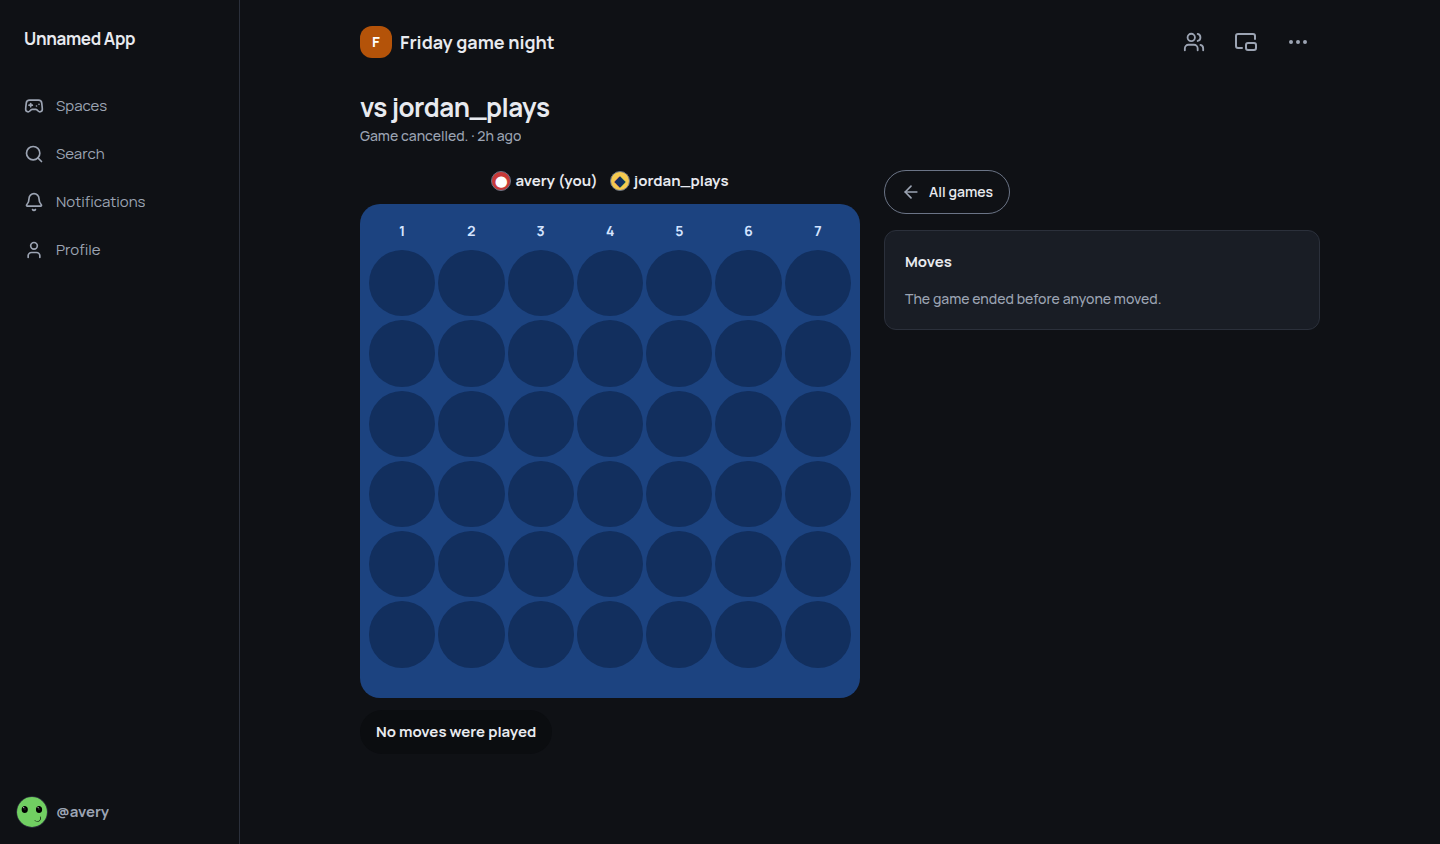 Unnamed App
Spaces
Search
Notifications
Profile
@avery
F
Friday game night
vs jordan_plays
Game cancelled. · 2h ago
avery (you) jordan_plays
1 2 3 4 5 6 7
No moves were played
All games
Moves
The game ended before anyone moved.